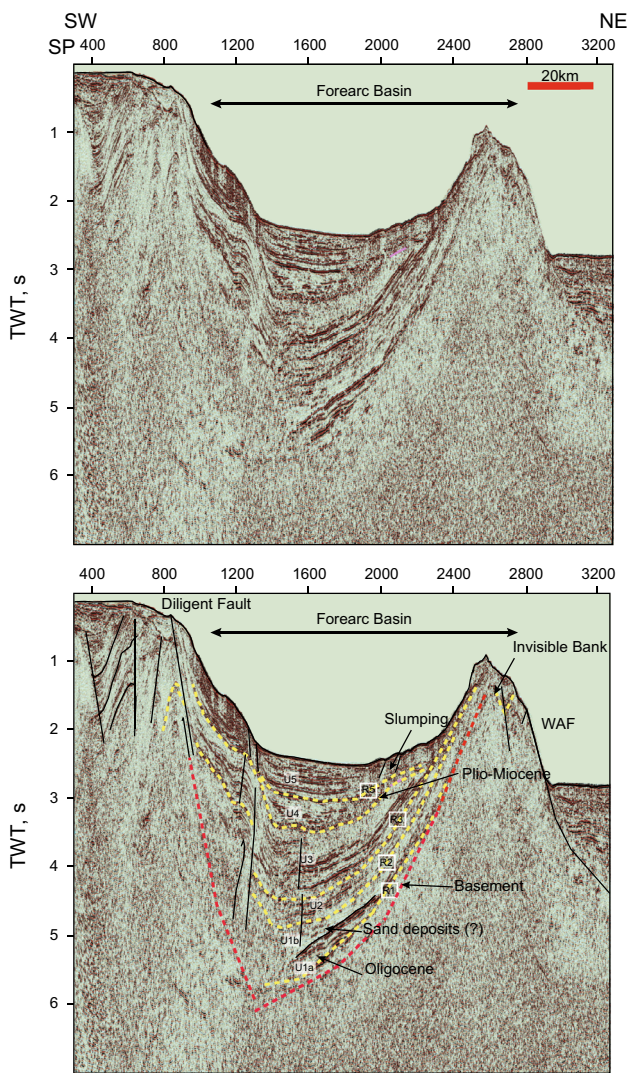 SW NE
SP 400 800 1200 1600 2000 2400 2800 3200
Forearc Basin
20km
1
2
3
TWT, s
4
5
6
400 800 1200 1600 2000 2400 2800 3200
Diligent Fault
Forearc Basin
1
Invisible Bank
2
WAF
Slumping
U5
R5
Plio-Miocene
3
U4
R3
TWT, s
U3
R2
4
R1
Basement
U2
Sand deposits (?)
5
U1b
U1a
Oligocene
6